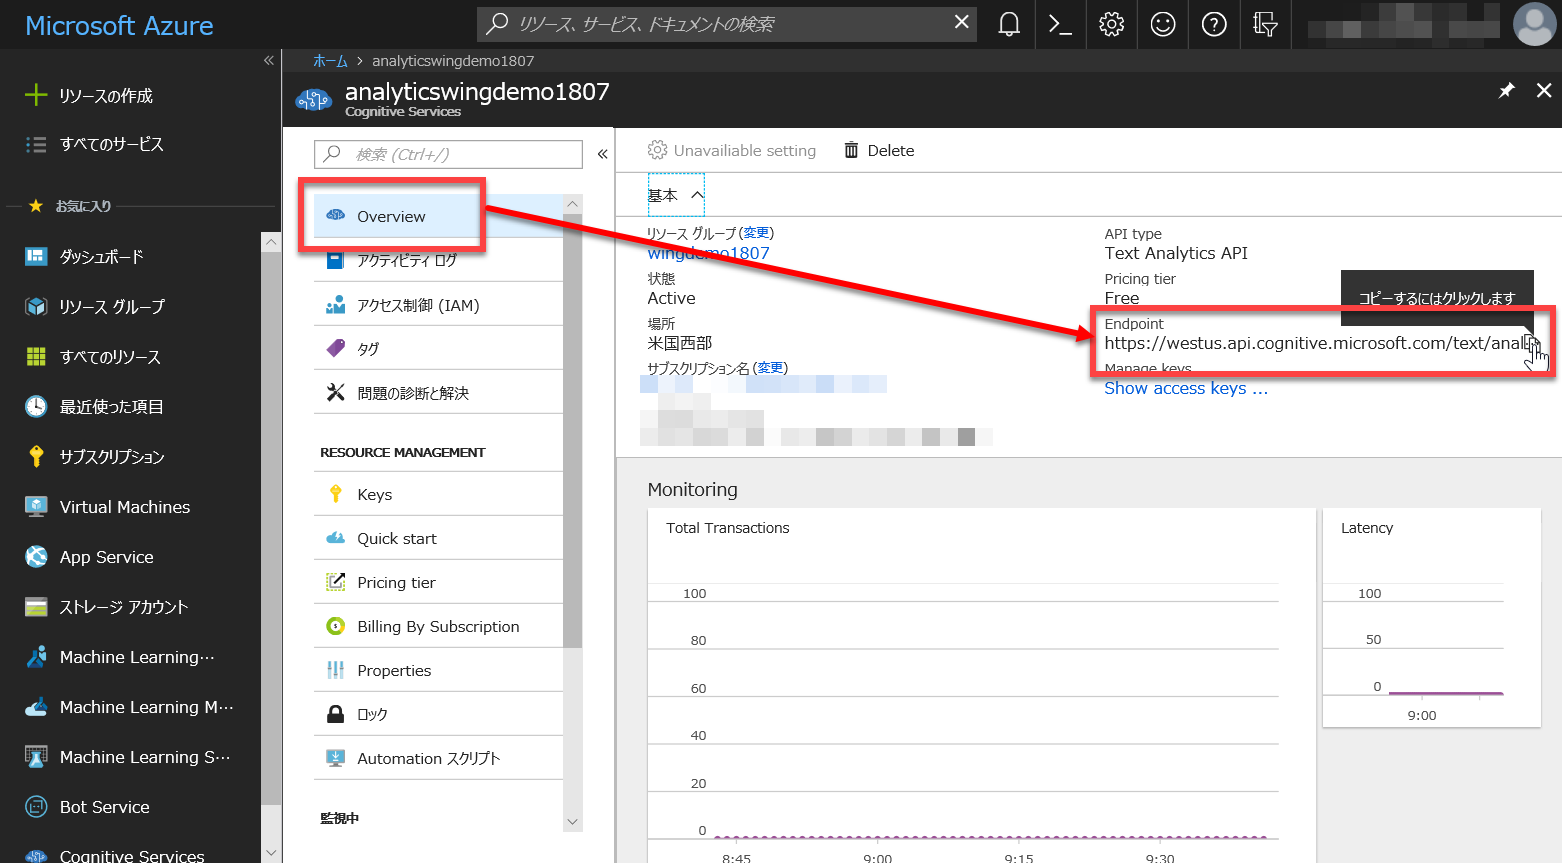 Microsoft Azure
リソース、サービス、ドキュメントの検索
ホーム > analyticswingdemo1807
analyticswingdemo1807
Cognitive Services
リソースの作成
すべてのサービス
お気に入り
ダッシュボード
リソース グループ
すべてのリソース
最近使った項目
サブスクリプション
Virtual Machines
App Service
ストレージ アカウント
Machine Learning···
Machine Learning M···
Machine Learning S···
Bot Service
Cognitive Services
検索 (Ctrl+/)
Overview
アクティビティ ログ
アクセス制御 (IAM)
タグ
問題の診断と解決
RESOURCE MANAGEMENT
Keys
Quick start
Pricing tier
Billing By Subscription
Properties
ロック
Automation スクリプト
監視中
Unavailiable setting
Delete
基本
リソース グループ (変更)
wingdemo1807
状態
Active
場所
米国西部
サブスクリプション名 (変更)
API type
Text Analytics API
Pricing tier
Free
コピーするにはクリックします
Endpoint
https://westus.api.cognitive.microsoft.com/text/anal
Manage keys
Show access keys ...
Monitoring
Total Transactions
100
80
60
40
20
0
8:45 9:00 9:15 9:30
Latency
100
50
0
9:00